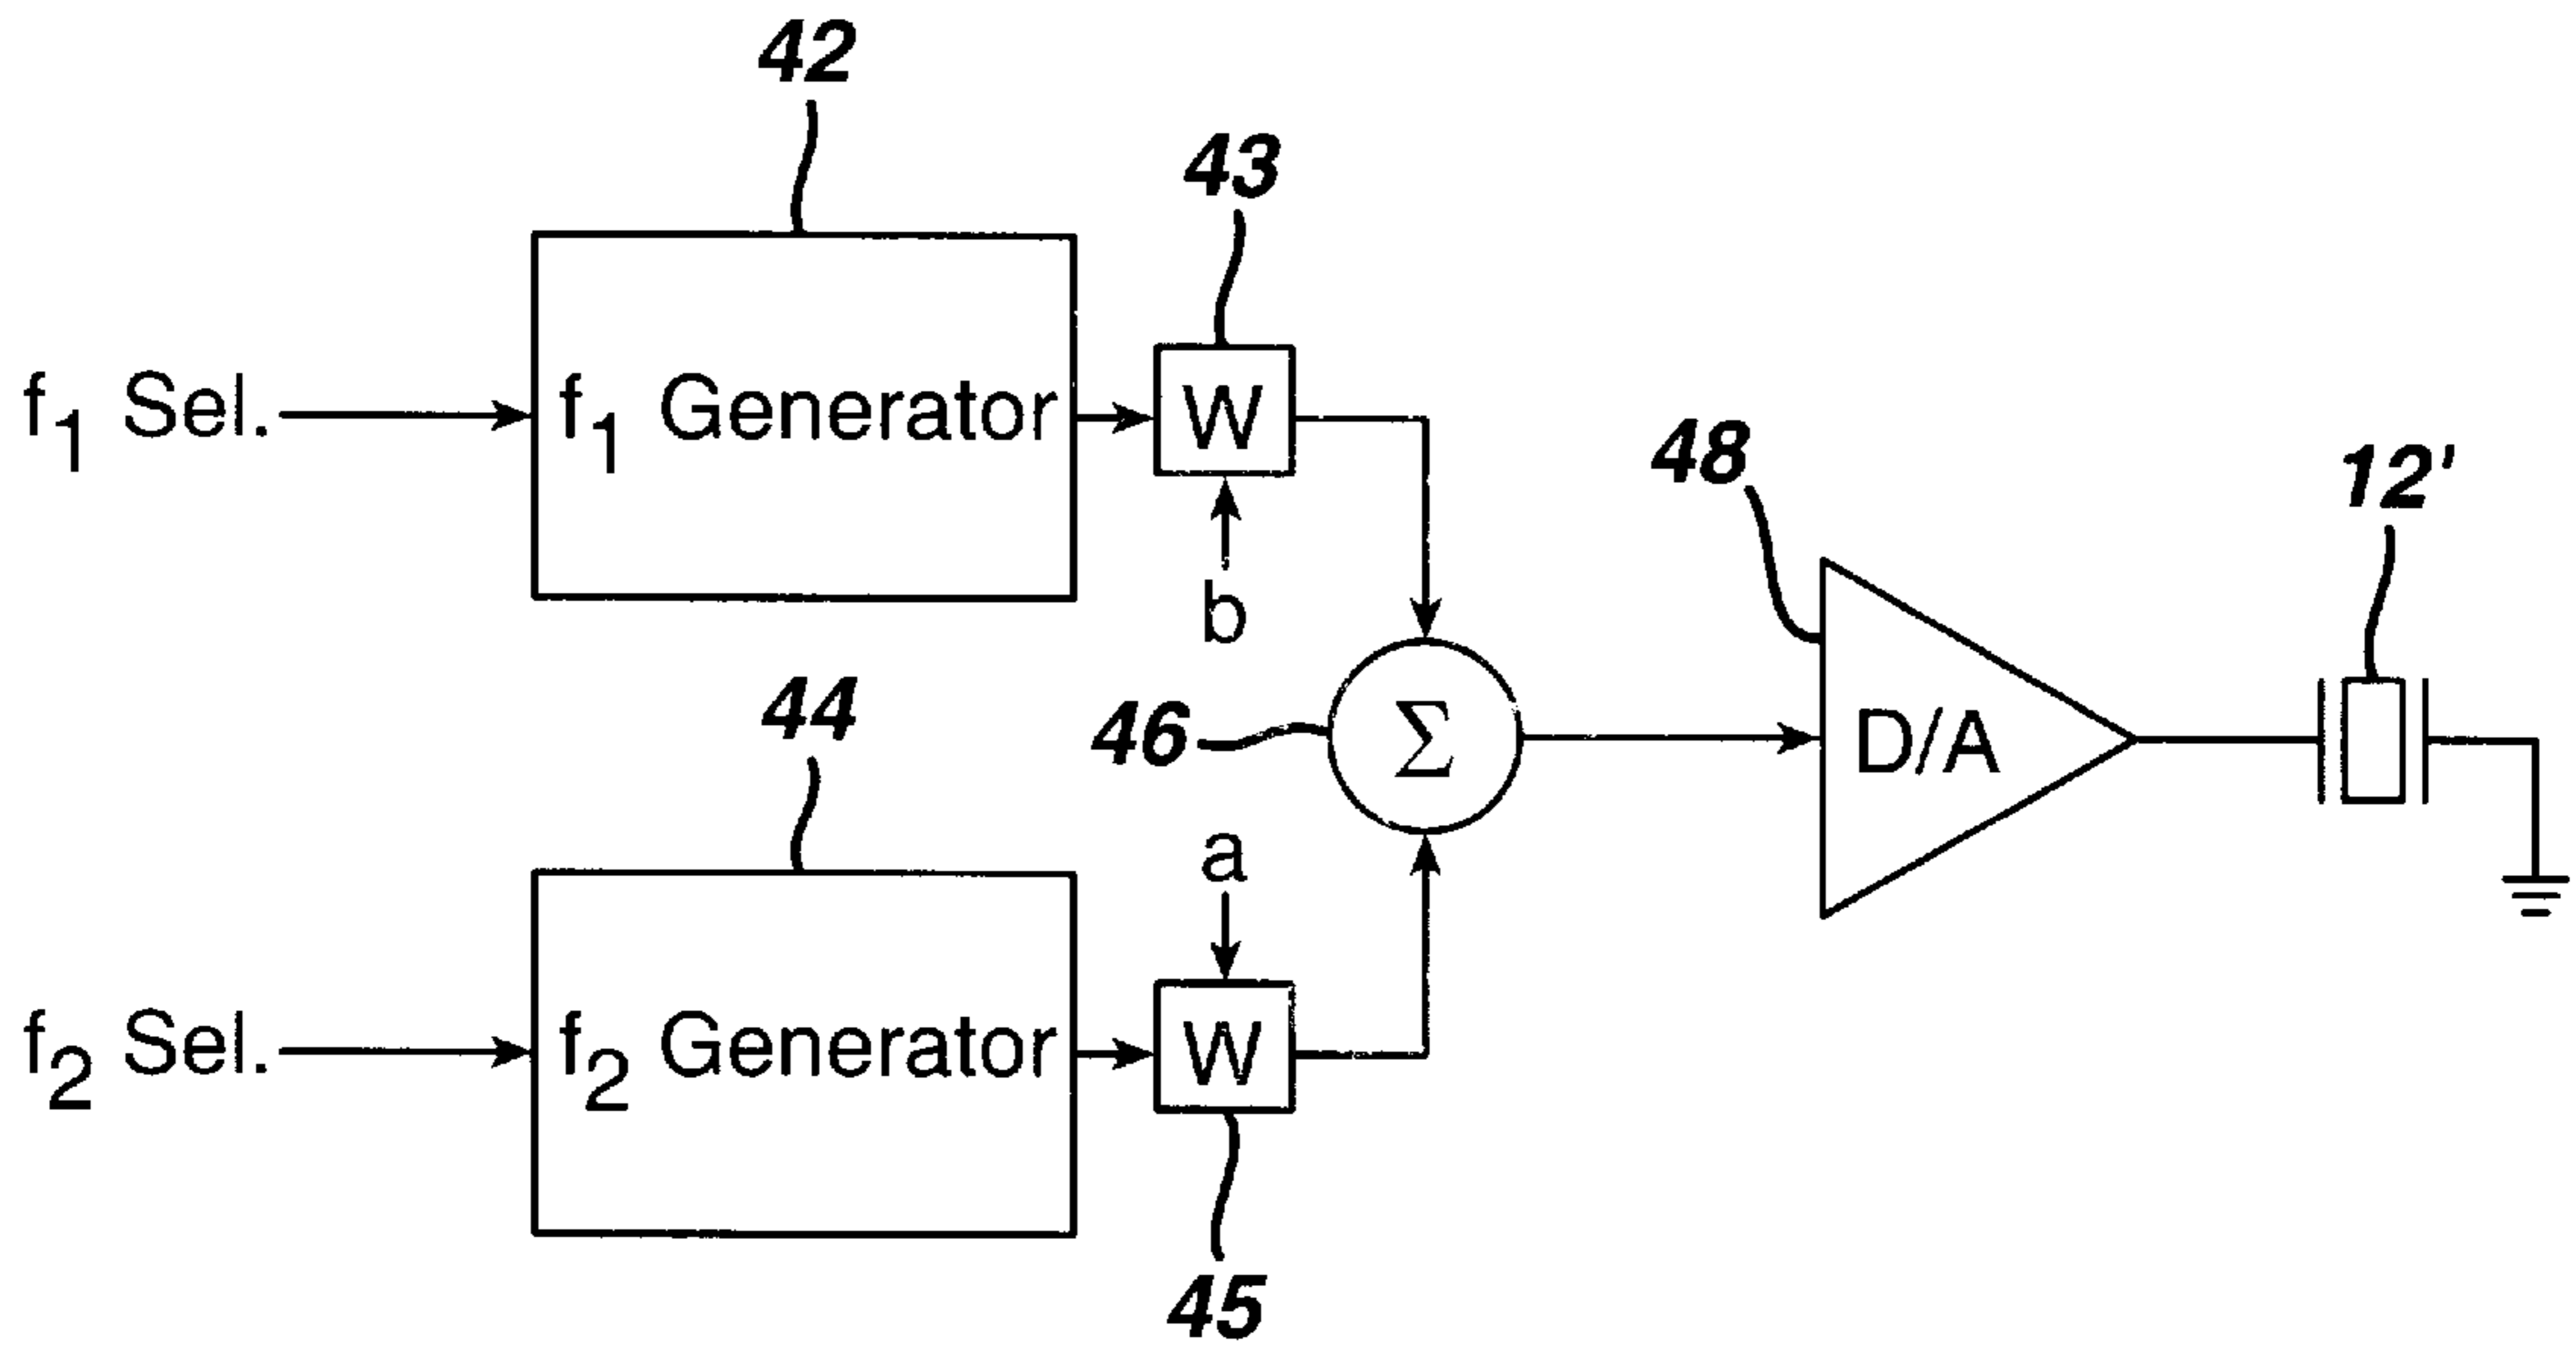 42
43
f1 Sel.
f1 Generator
W
48
12'
b
44
46
Σ
D/A
a
f2 Sel.
f2 Generator
W
45